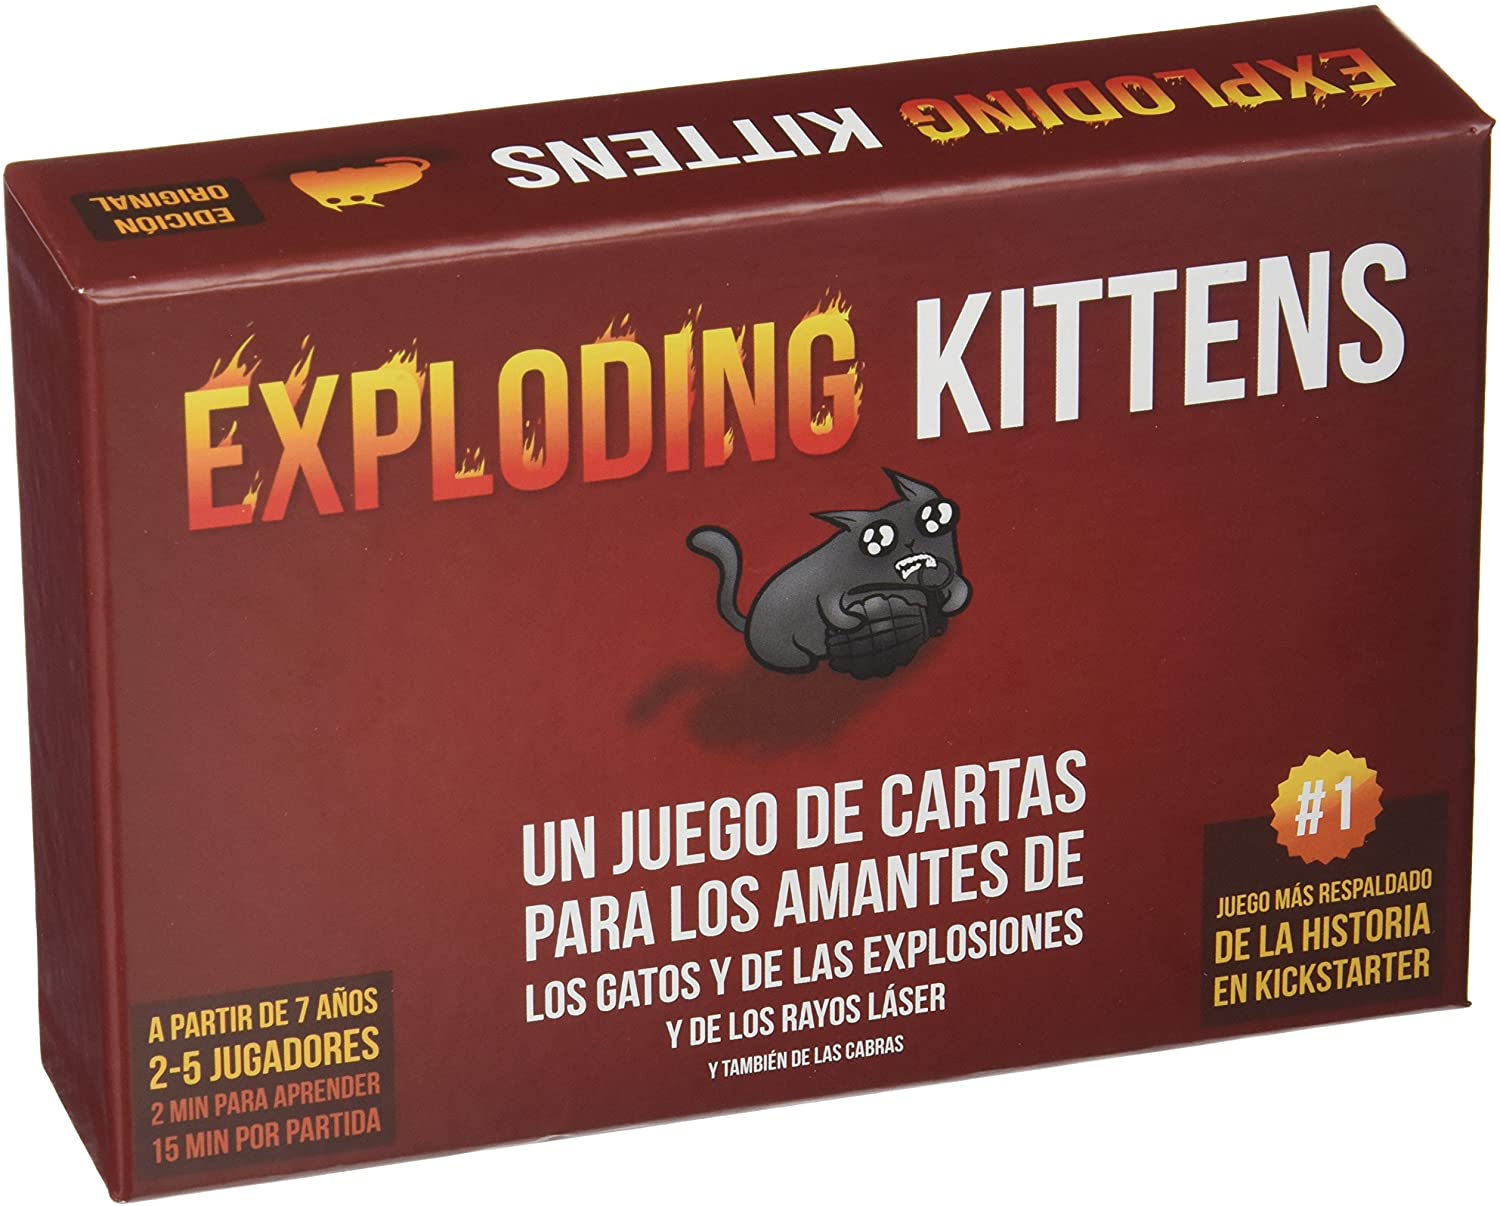 EXPLODING KITTENS
EDICIÓN
ORIGINAL
EXPLODING KITTENS
UN JUEGO DE CARTAS
PARA LOS AMANTES DE
LOS GATOS Y DE LAS EXPLOSIONES
Y DE LOS RAYOS LÁSER
Y TAMBIÉN DE LAS CABRAS
A PARTIR DE 7 AÑOS
2-5 JUGADORES
2 MIN PARA APRENDER
15 MIN POR PARTIDA
#1
JUEGO MÁS RESPALDADO
DE LA HISTORIA
EN KICKSTARTER